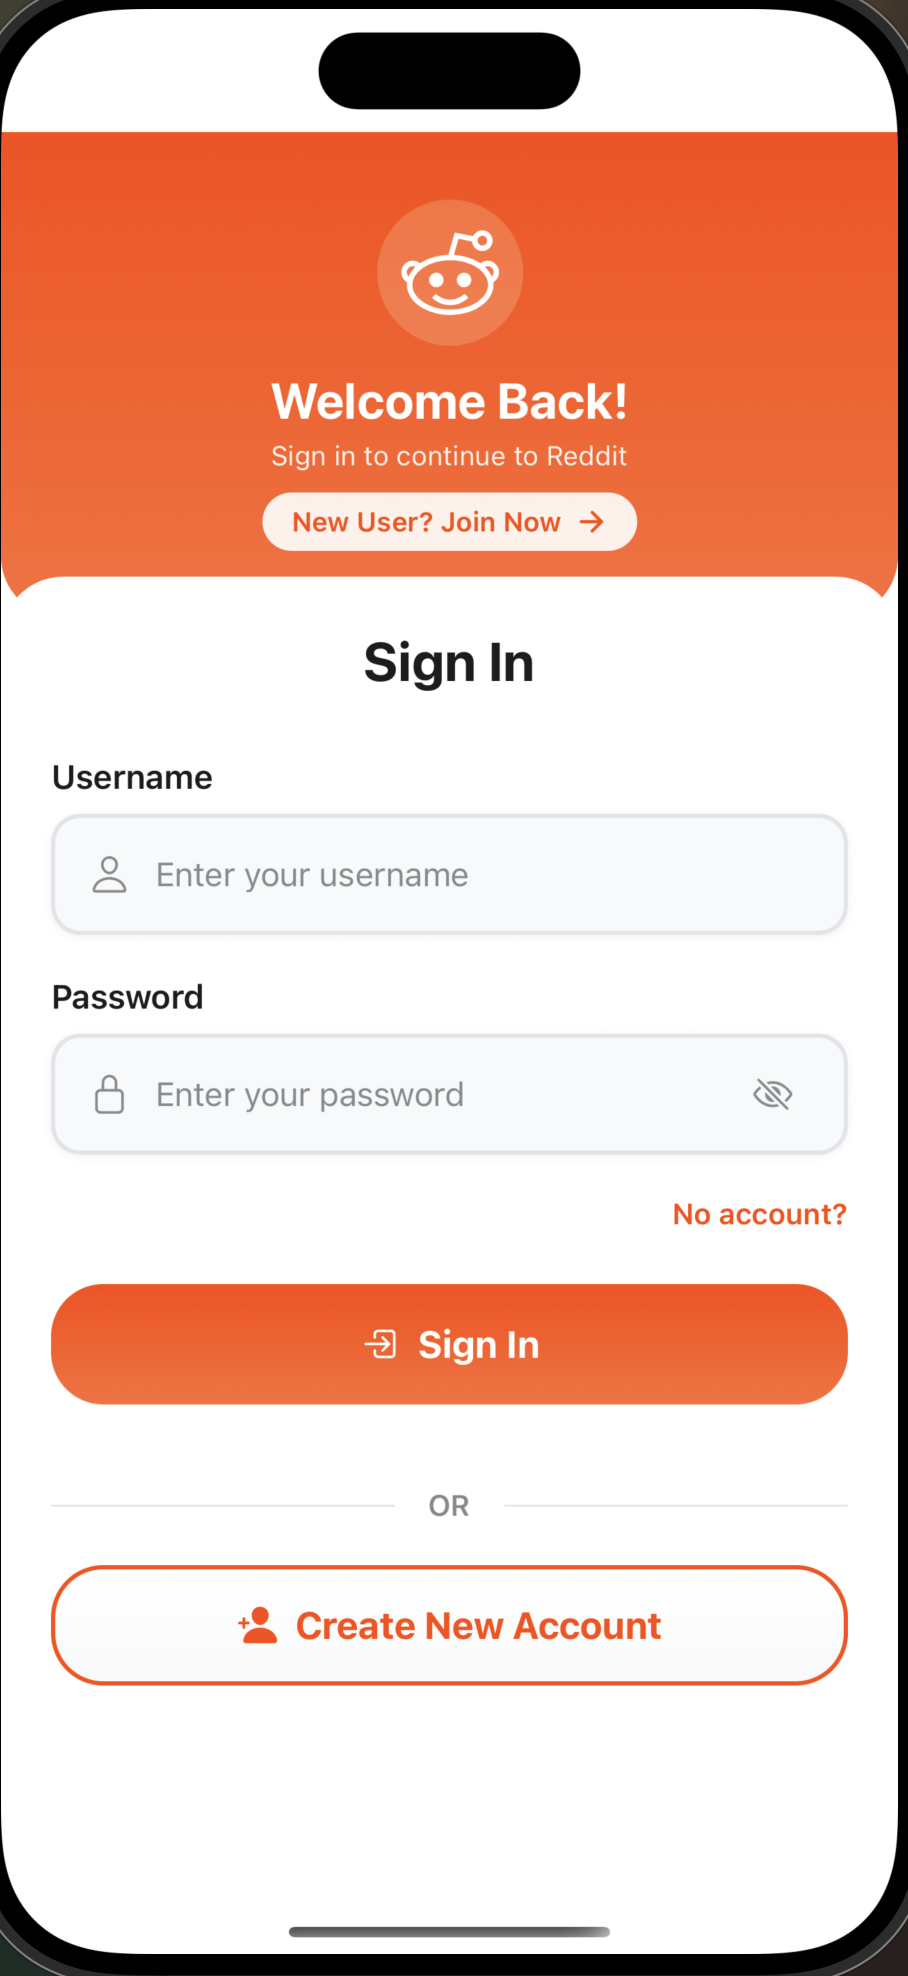 Welcome Back!
Sign in to continue to Reddit
New User? Join Now
Sign In
Username
Enter your username
Password
Enter your password
No account?
Sign In
OR
Create New Account